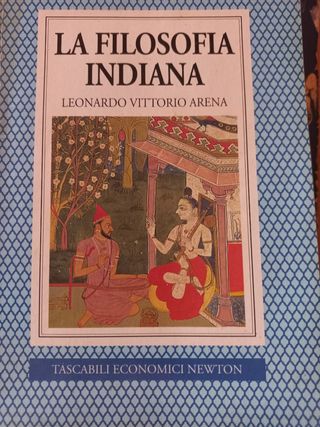 LA FILOSOFIA
INDIANA
LEONARDO VITTORIO ARENA
TASCABILI ECONOMICI NEWTON